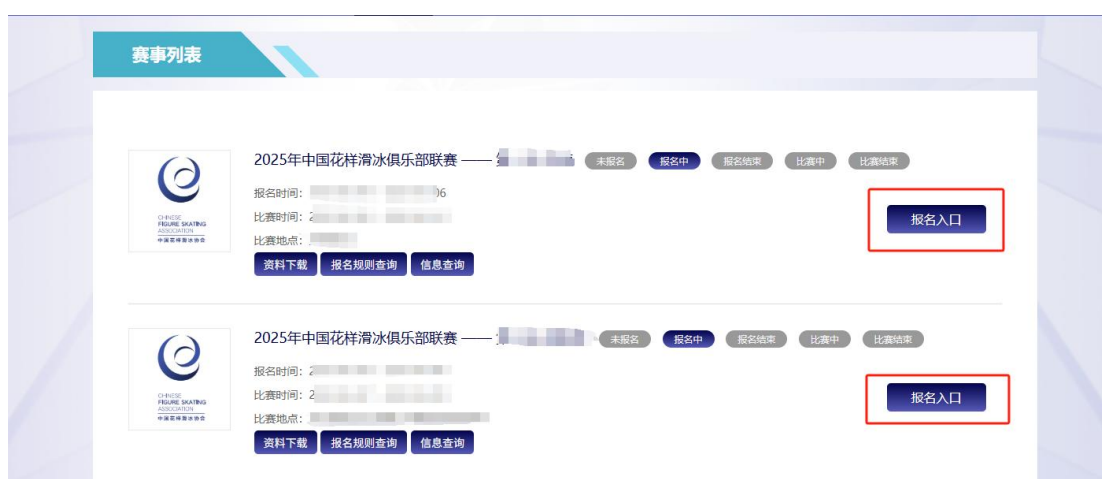 赛事列表
2025年中国花样滑冰俱乐部联赛 —— 未报名 报名中 报名结束 比赛中 比赛结束
报名时间： 06
比赛时间：2
比赛地点：
报名入口
CHINESE
FIGURE SKATING
ASSOCIATION
中国花样滑冰协会
资料下载 报名规则查询 信息查询
2025年中国花样滑冰俱乐部联赛 —— 未报名 报名中 报名结束 比赛中 比赛结束
报名时间：2
比赛时间：2
比赛地点：
报名入口
CHINESE
FIGURE SKATING
ASSOCIATION
中国花样滑冰协会
资料下载 报名规则查询 信息查询